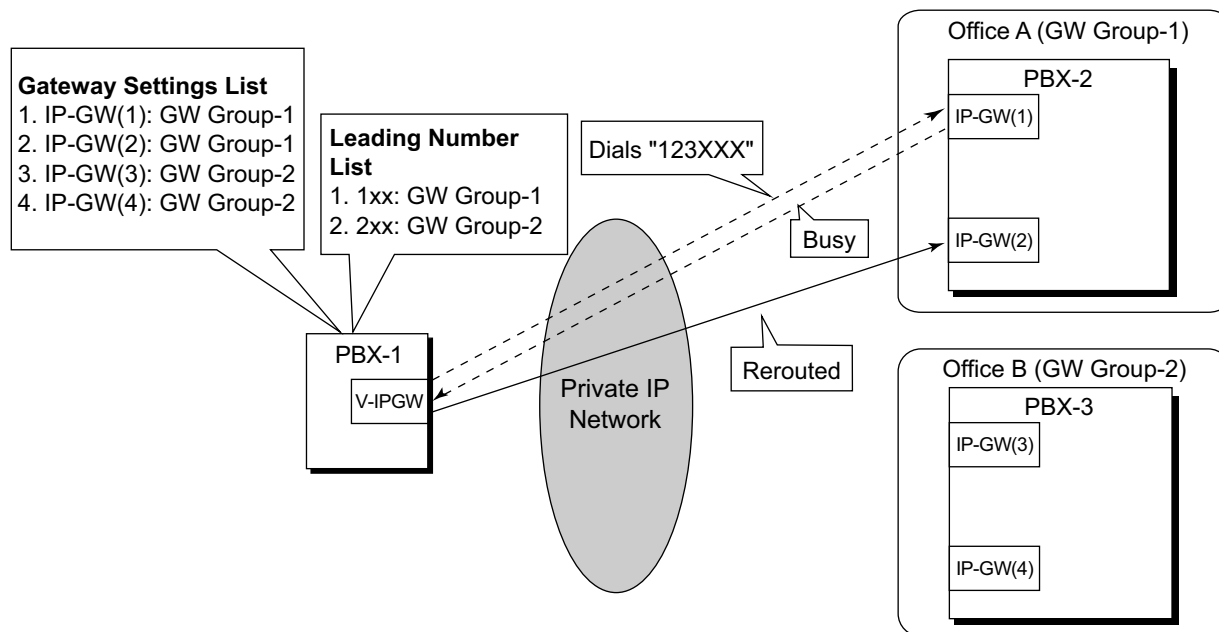 Gateway Settings List
1. IP-GW(1): GW Group-1
2. IP-GW(2): GW Group-1
3. IP-GW(3): GW Group-2
4. IP-GW(4): GW Group-2
Leading Number
List
1. 1xx: GW Group-1
2. 2xx: GW Group-2
Dials "123XXX"
Busy
Rerouted
PBX-1
V-IPGW
Private IP
Network
Office A (GW Group-1)
PBX-2
IP-GW(1)
IP-GW(2)
Office B (GW Group-2)
PBX-3
IP-GW(3)
IP-GW(4)